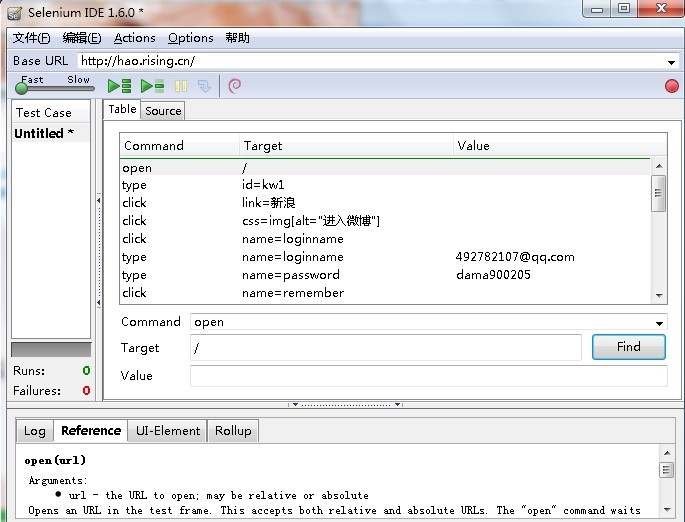 Selenium IDE 1.6.0 *
文件(F) 编辑(E) Actions Options 帮助
Base URL http://hao.rising.cn/
Fast Slow
Test Case
Untitled *
Table Source
Command Target Value
open /
type id=kw1
click link=新浪
click css=img[alt="进入微博"]
click name=loginname
type name=loginname 492782107@qq.com
type name=password dama900205
click name=remember
Command open
Target / Find
Value
Runs: 0
Failures: 0
Log Reference UI-Element Rollup
open(url)
Arguments:
• url - the URL to open; may be relative or absolute
Opens an URL in the test frame. This accepts both relative and absolute URLs. The "open" command waits